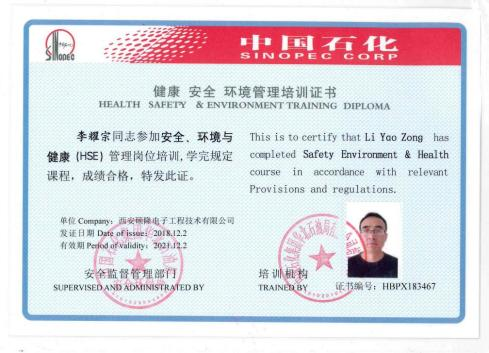 SINOPEC
中国石化
SINOPEC CORP
健康 安全 环境管理培训证书
HEALTH SAFETY & ENVIRONMENT TRAINING DIPLOMA
李耀宗同志参加安全、环境与
健康 (HSE) 管理岗位培训,学完规定
课程，成绩合格，特发此证。
This is to certify that Li Yao Zong has
completed Safety Environment & Health
course in accordance with relevant
Provisions and regulations.
单位 Company: 西安硕隆电子工程技术有限公司
发证日期 Date of issue: 2018.12.2
有效期 Period of validity: 2021.12.2
安全监督管理部门
SUPERVISED AND ADMINISTRATED BY
培训机构
TRAINED BY
证书编号: HBPX183467